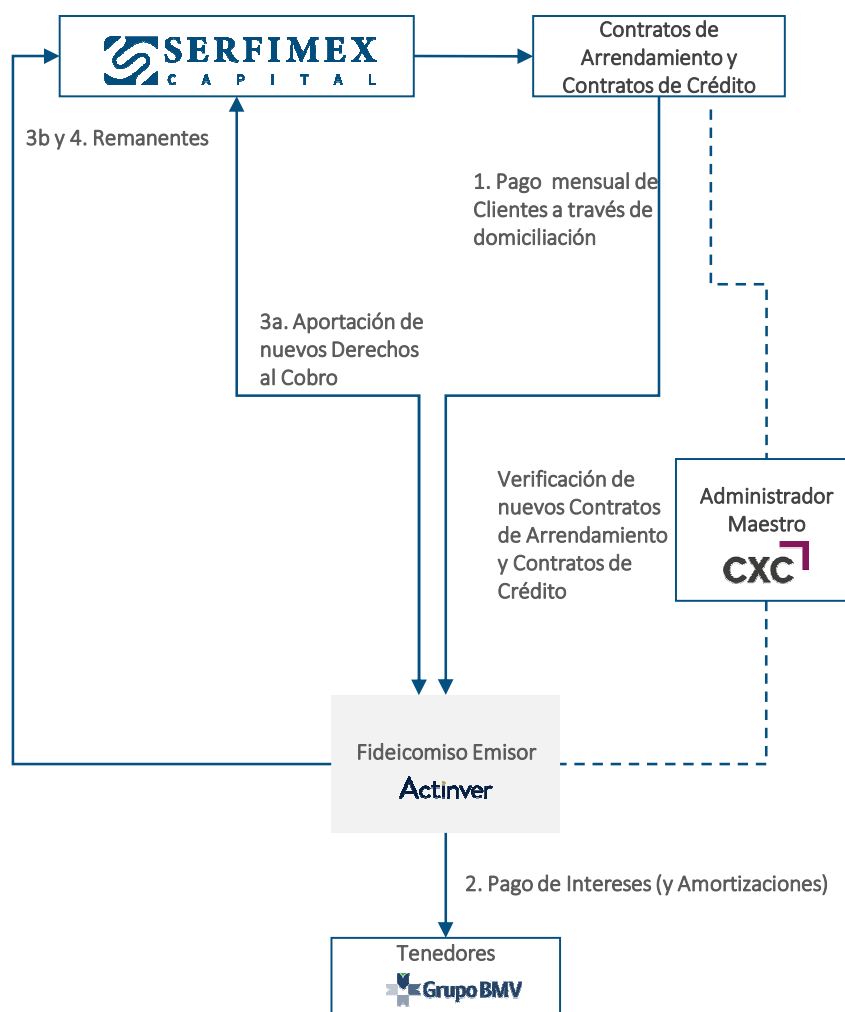 SERFIMEX
CAPITAL
Contratos de
Arrendamiento y
Contratos de Crédito
3b y 4. Remanentes
1. Pago mensual de
Clientes a través de
domiciliación
3a. Aportación de
nuevos Derechos
al Cobro
Verificación de
nuevos Contratos
de Arrendamiento
y Contratos de
Crédito
Administrador
Maestro
CXC
Fideicomiso Emisor
Actinver
2. Pago de Intereses (y Amortizaciones)
Tenedores
Grupo BMV